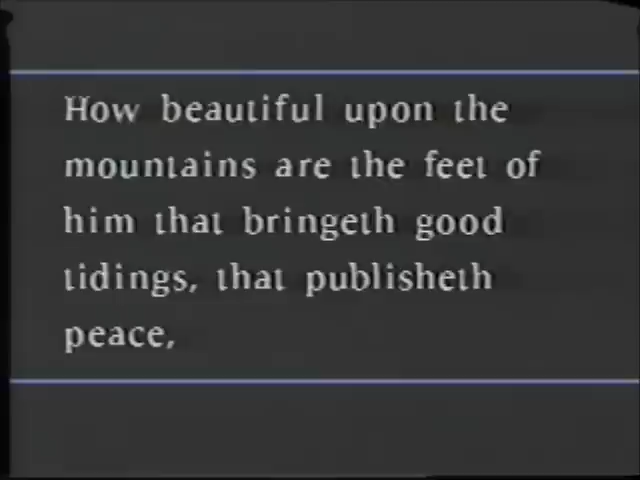 How beautiful upon the
mountains are the feet of
him that bringeth good
tidings, that publisheth
peace,